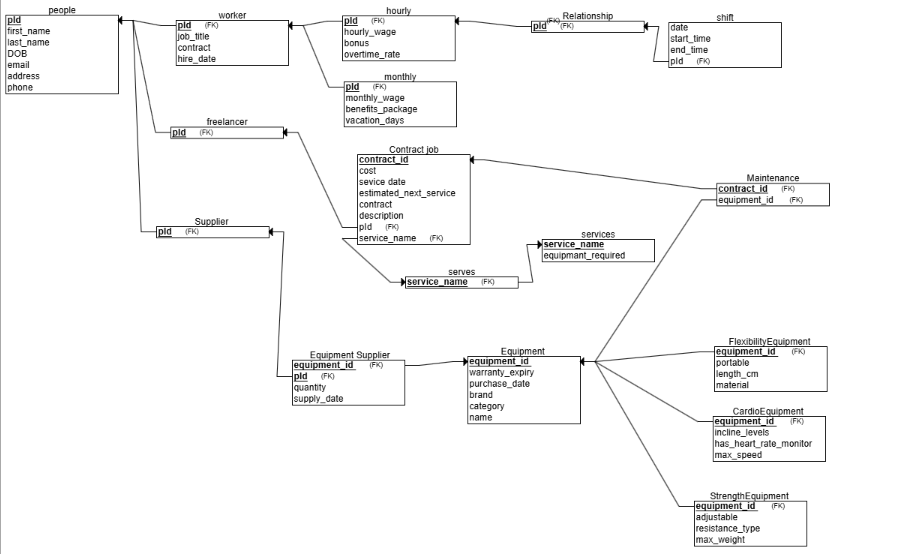 people
pId
first_name
last_name
DOB
email
address
phone
worker
pId (FK)
job_title
contract
hire_date
hourly
pId (FK)
hourly_wage
bonus
overtime_rate
Relationship
pId (FK) (FK)
shift
date
start_time
end_time
pId (FK)
monthly
pId (FK)
monthly_wage
benefits_package
vacation_days
freelancer
pId (FK)
Contract job
contract_id
cost
sevice date
estimated_next_service
contract
description
pId (FK)
service_name (FK)
Maintenance
contract_id (FK)
equipment_id (FK)
Supplier
pId (FK)
services
service_name
equipmant_required
serves
service_name (FK)
Equipment Supplier
equipment_id (FK)
pId (FK)
quantity
supply_date
Equipment
equipment_id
warranty_expiry
purchase_date
brand
category
name
FlexibilityEquipment
equipment_id (FK)
portable
length_cm
material
CardioEquipment
equipment_id (FK)
incline_levels
has_heart_rate_monitor
max_speed
StrengthEquipment
equipment_id (FK)
adjustable
resistance_type
max_weight